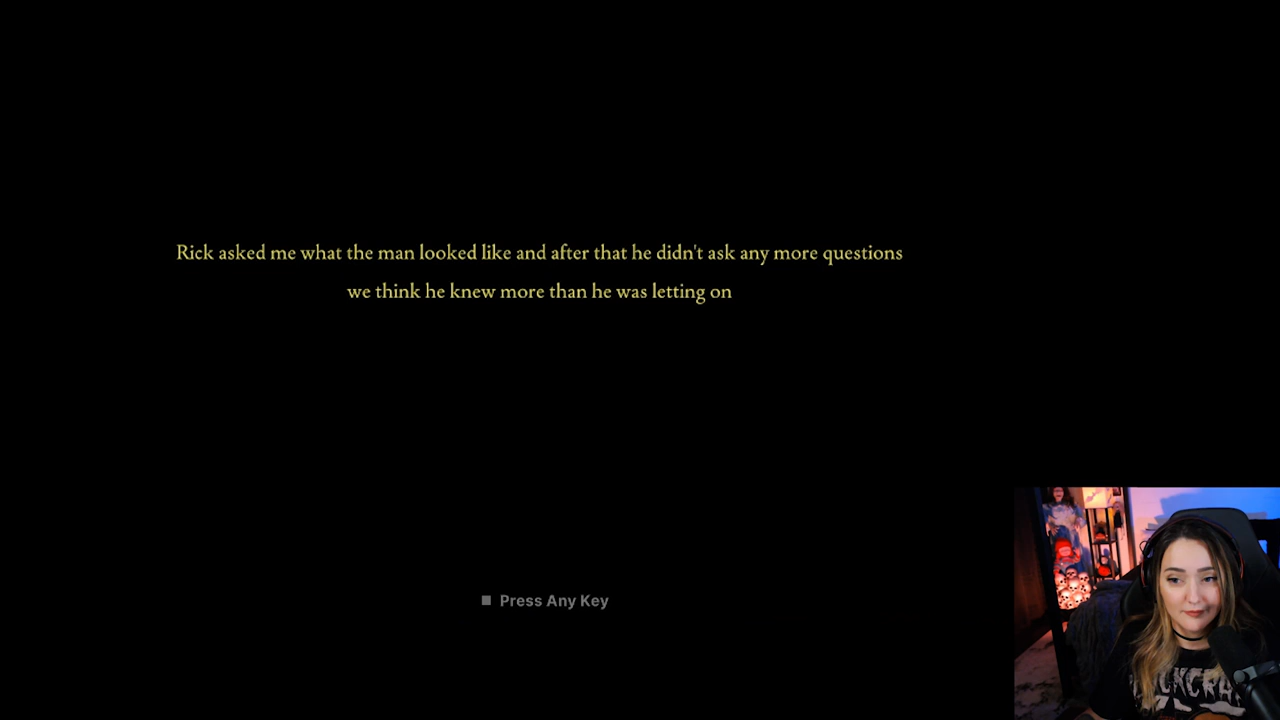 Rick asked me what the man looked like and after that he didn't ask any more questions
we think he knew more than he was letting on
Press Any Key